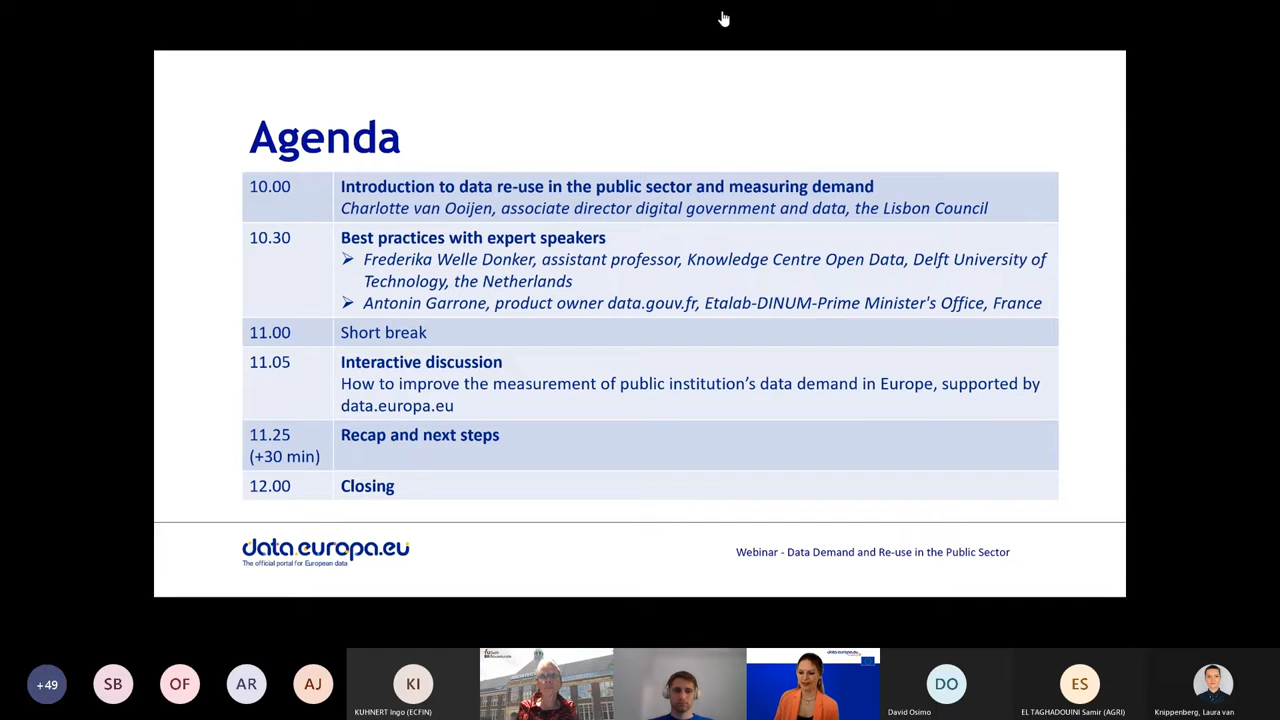 Agenda
10.00
Introduction to data re-use in the public sector and measuring demand
Charlotte van Ooijen, associate director digital government and data, the Lisbon Council
10.30
Best practices with expert speakers
Frederika Welle Donker, assistant professor, Knowledge Centre Open Data, Delft University of
Technology, the Netherlands
Antonin Garrone, product owner data.gouv.fr, Etalab-DINUM-Prime Minister's Office, France
11.00
Short break
11.05
Interactive discussion
How to improve the measurement of public institution’s data demand in Europe, supported by
data.europa.eu
11.25
(+30 min)
Recap and next steps
12.00
Closing
data.europa.eu
The official portal for European data
Webinar - Data Demand and Re-use in the Public Sector
+49
SB
OF
AR
AJ
KI
KUHNERT Ingo (ECFIN)
data.europa.eu
DO
David Osimo
ES
EL TAGHADOUINI Samir (AGRI)
Knippenberg, Laura van